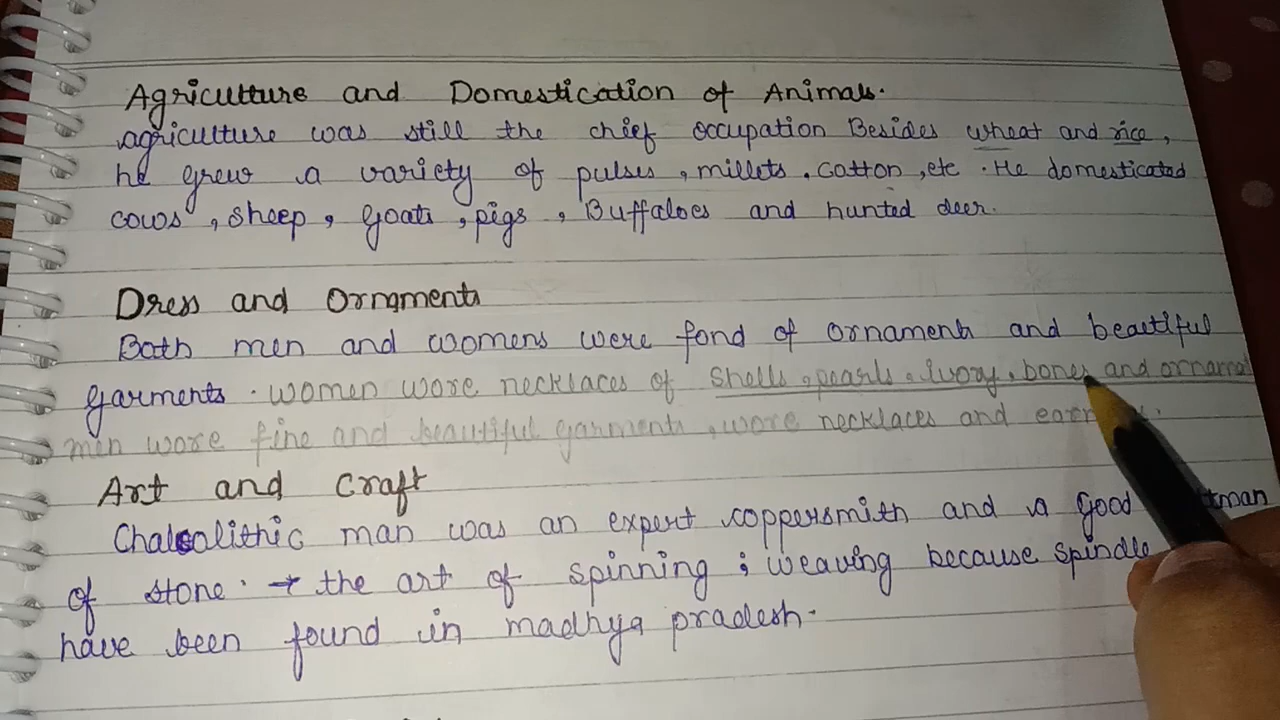 Agriculture and Domestication of Animals.
agriculture was still the chief occupation Besides wheat and rice,
he grew a variety of pulses, millets, cotton, etc. He domesticated
cows, sheep, goats, pigs, Buffaloes and hunted deer.
Dress and Ornaments
Both men and womens were fond of ornaments and beautiful
garments. women wore necklaces of shells, pearls, Ivory, bones and
men wore fine and beautiful garments, wore necklaces and
Art and Craft
Chalcolithic man was an expert coppersmith and a good
of stone. → the art of spinning ; weaving because spindle
have been found in madhya pradesh.